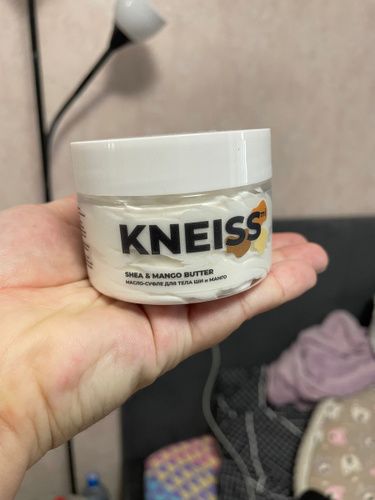 KNEISS
SHEA & MANGO BUTTER
МАСЛО-СУФЛЕ ДЛЯ ТЕЛА ШИ и МАНГО